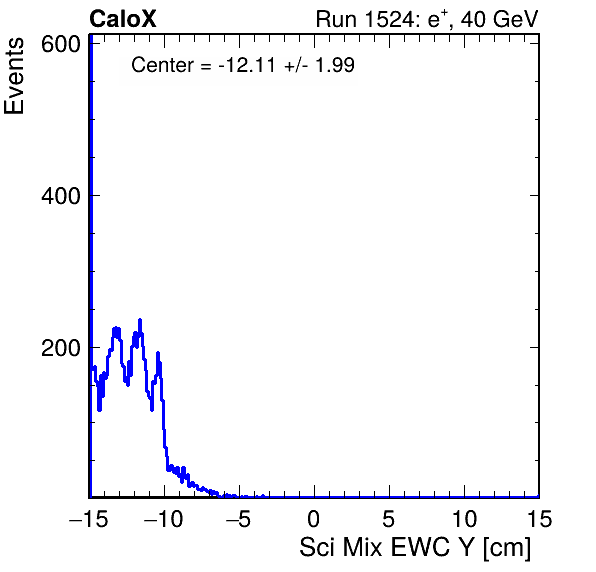 CaloX Run 1524: e⁺, 40 GeV
Center = -12.11 +/- 1.99
Events
600
400
200
−15 −10 −5 0 5 10 15
Sci Mix EWC Y [cm]